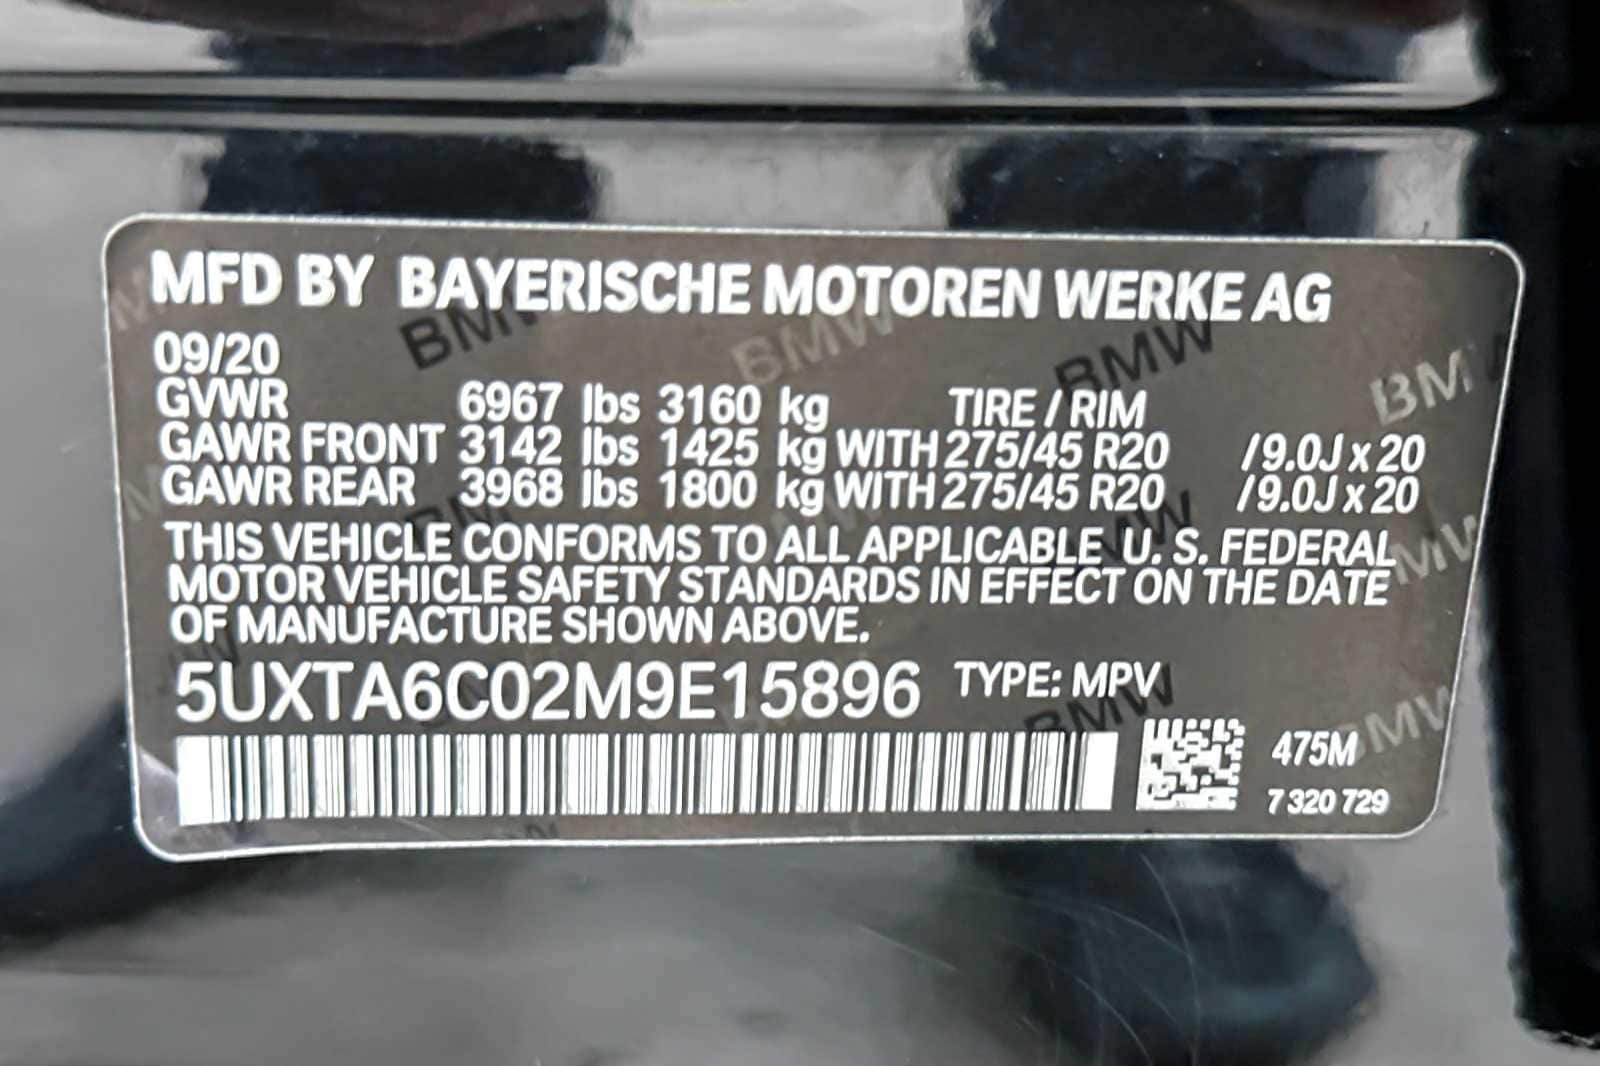 MFD BY BAYERISCHE MOTOREN WERKE AG
09/20
GVWR 6967 lbs 3160 kg TIRE / RIM
GAWR FRONT 3142 lbs 1425 kg WITH 275/45 R20 /9.0J x 20
GAWR REAR 3968 lbs 1800 kg WITH 275/45 R20 /9.0J x 20
THIS VEHICLE CONFORMS TO ALL APPLICABLE U. S. FEDERAL
MOTOR VEHICLE SAFETY STANDARDS IN EFFECT ON THE DATE
OF MANUFACTURE SHOWN ABOVE.
5UXTA6C02M9E15896 TYPE: MPV
475M
7 320 729